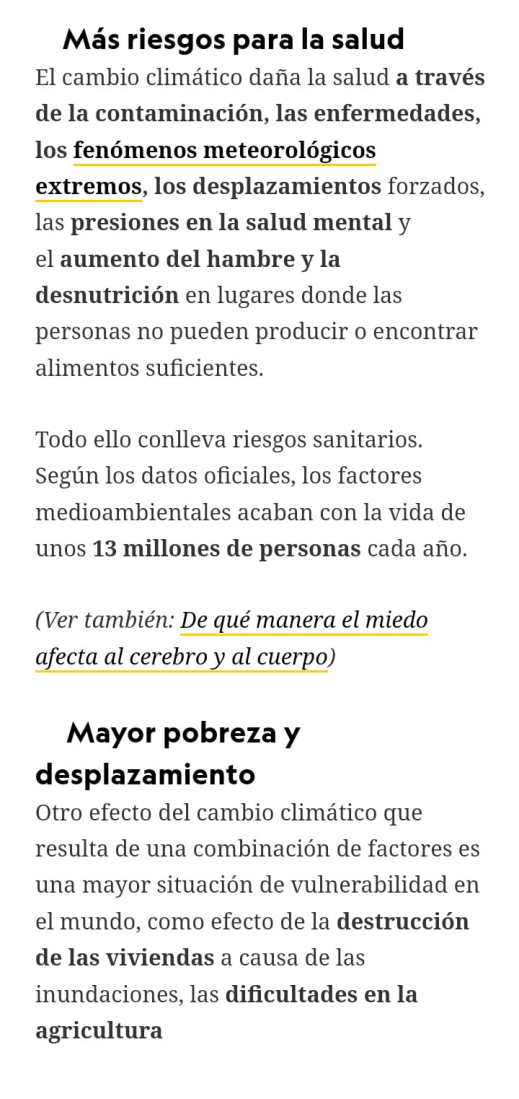 Más riesgos para la salud
El cambio climático daña la salud a través
de la contaminación, las enfermedades,
los fenómenos meteorológicos
extremos, los desplazamientos forzados,
las presiones en la salud mental y
el aumento del hambre y la
desnutrición en lugares donde las
personas no pueden producir o encontrar
alimentos suficientes.
Todo ello conlleva riesgos sanitarios.
Según los datos oficiales, los factores
medioambientales acaban con la vida de
unos 13 millones de personas cada año.
(Ver también: De qué manera el miedo
afecta al cerebro y al cuerpo)
Mayor pobreza y
desplazamiento
Otro efecto del cambio climático que
resulta de una combinación de factores es
una mayor situación de vulnerabilidad en
el mundo, como efecto de la destrucción
de las viviendas a causa de las
inundaciones, las dificultades en la
agricultura